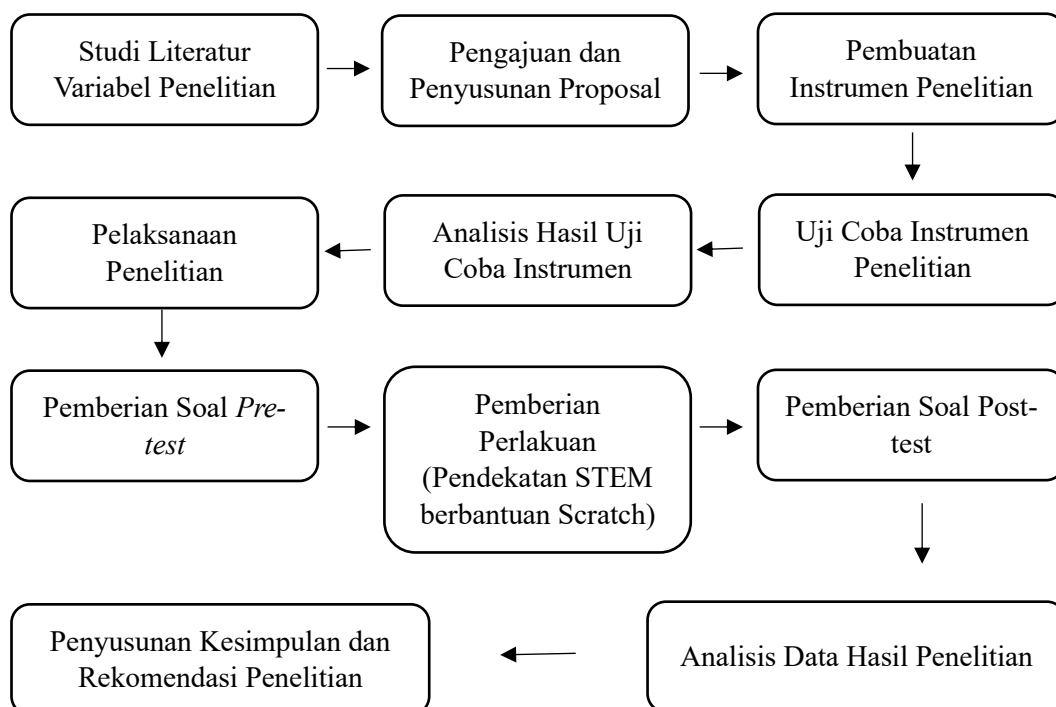 Studi Literatur
Variabel Penelitian
Pengajuan dan
Penyusunan Proposal
Pembuatan
Instrumen Penelitian
Uji Coba Instrumen
Penelitian
Analisis Hasil Uji
Coba Instrumen
Pelaksanaan
Penelitian
Pemberian Soal Pre-
test
Pemberian
Perlakuan
(Pendekatan STEM
berbantuan Scratch)
Pemberian Soal Post-
test
Analisis Data Hasil Penelitian
Penyusunan Kesimpulan dan
Rekomendasi Penelitian